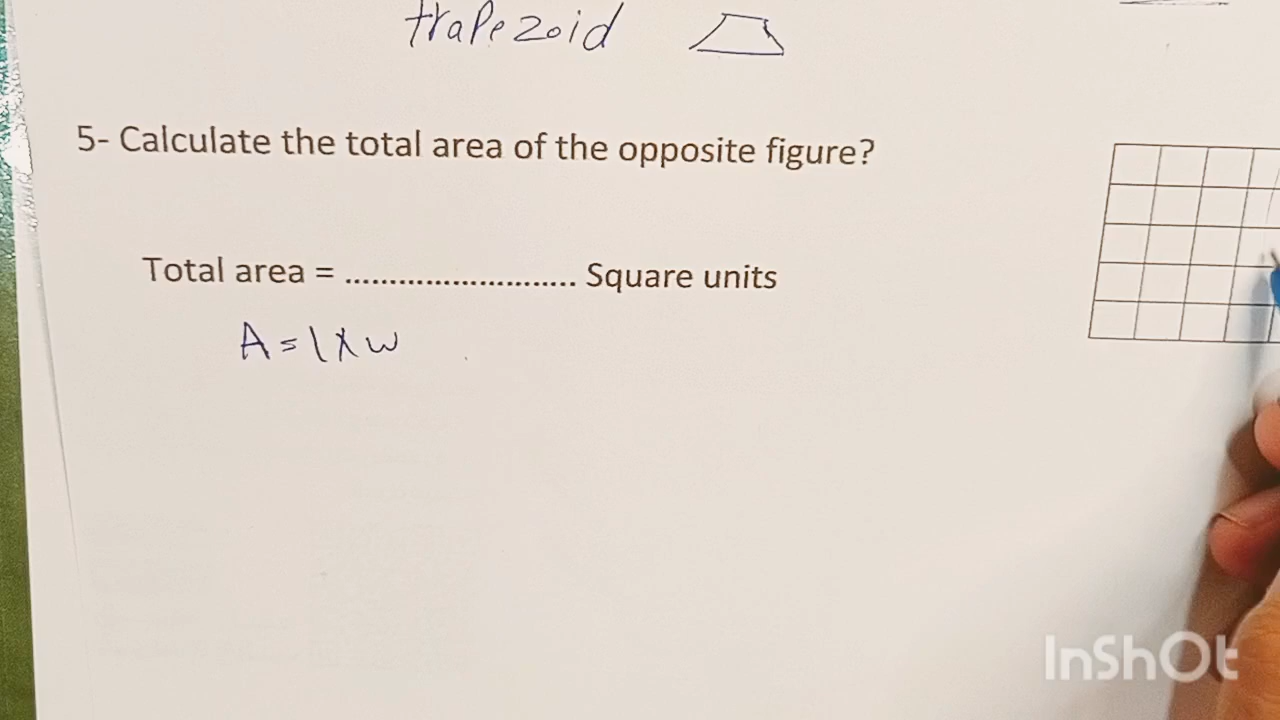 trapezoid
5- Calculate the total area of the opposite figure?
Total area = .......................... Square units
A = l x w
InShOt